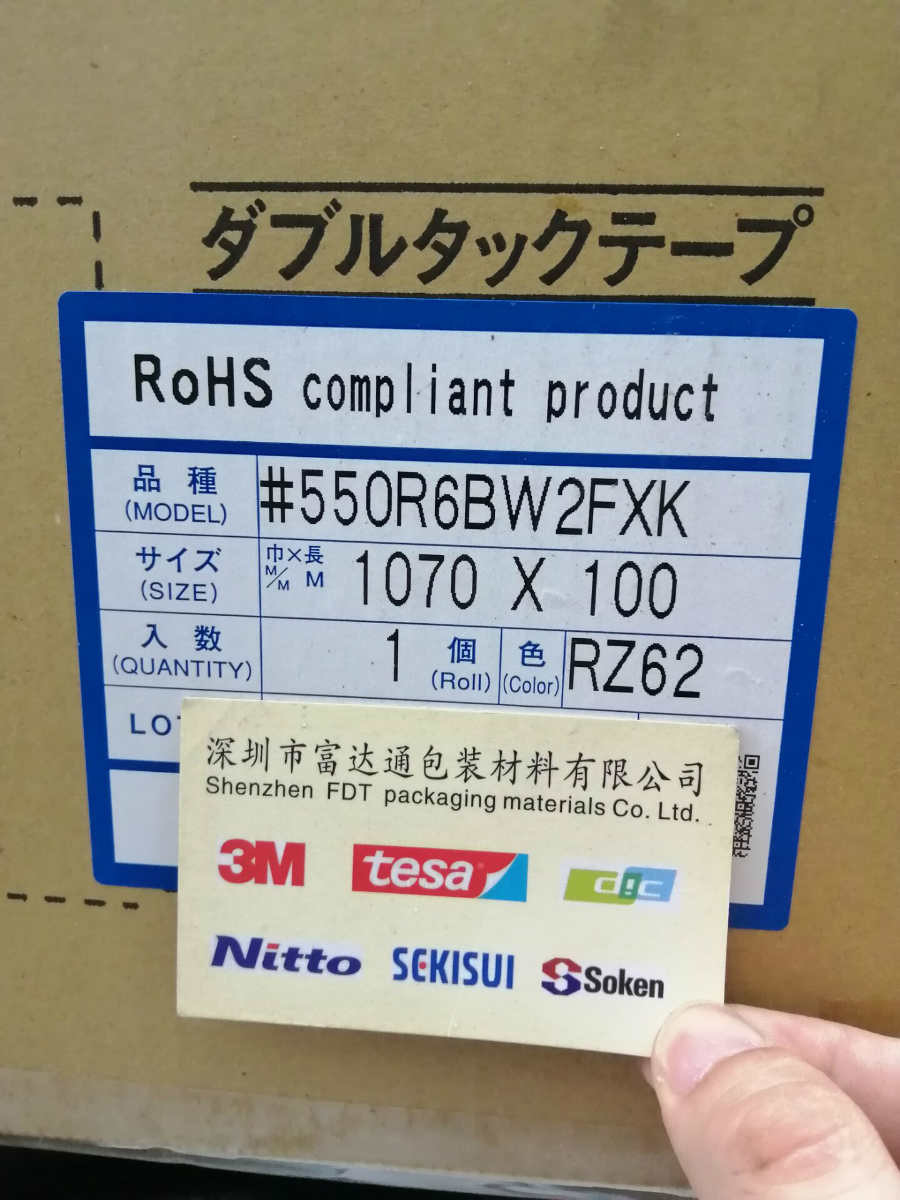 ダブルタックテープ
RoHS compliant product
品種 (MODEL) #550R6BW2FXK
サイズ (SIZE) 巾×長 M/M M 1070 X 100
入数 (QUANTITY) 1 個 (Roll) 色 (Color) RZ62
LOT
深圳市富达通包装材料有限公司
Shenzhen FDT packaging materials Co. Ltd.
3M tesa dic
Nitto SEKISUI Soken